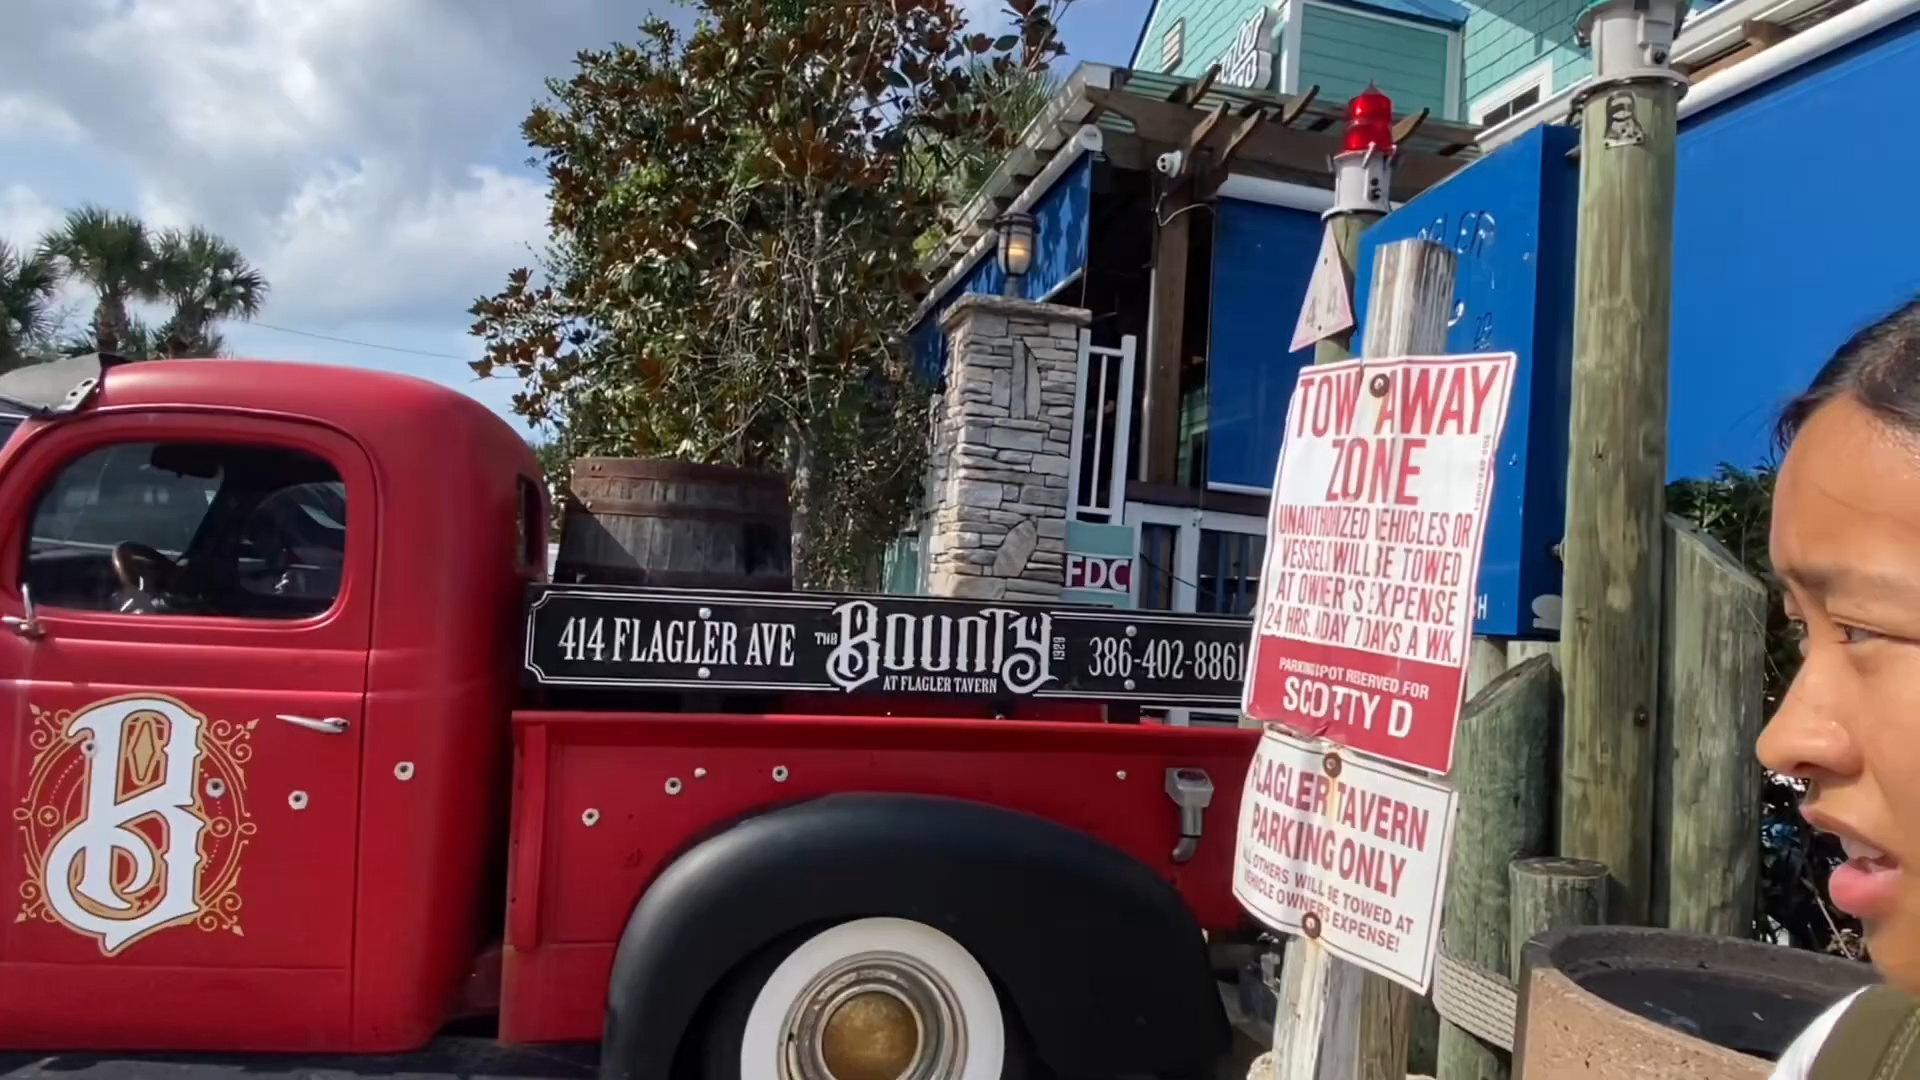 414 FLAGLER AVE
THE BOUNTY 1929
AT FLAGLER TAVERN
386-402-8861
B
FDC
TOW AWAY
ZONE
UNAUTHORIZED VEHICLES OR
VESSEL WILL BE TOWED
AT OWNER'S EXPENSE
24 HRS. A DAY 7 DAYS A WK.
PARKING SPOT RESERVED FOR
SCOTTY D
FLAGLER TAVERN
PARKING ONLY
ALL OTHERS WILL BE TOWED AT
VEHICLE OWNER'S EXPENSE!